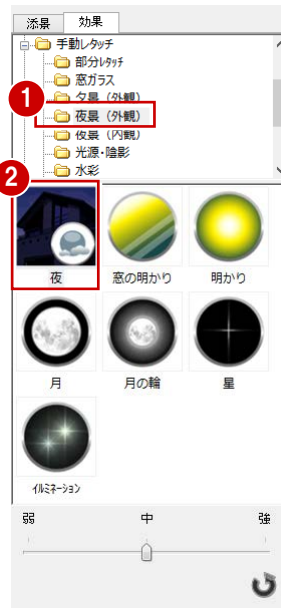 添景 効果
手動レタッチ
部分レタッチ
窓ガラス
1
夕景（外観）
夜景（外観）
夜景（内観）
光源・陰影
2
水彩
夜 窓の明かり 明かり
月 月の輪 星
イルミネーション
弱 中 強